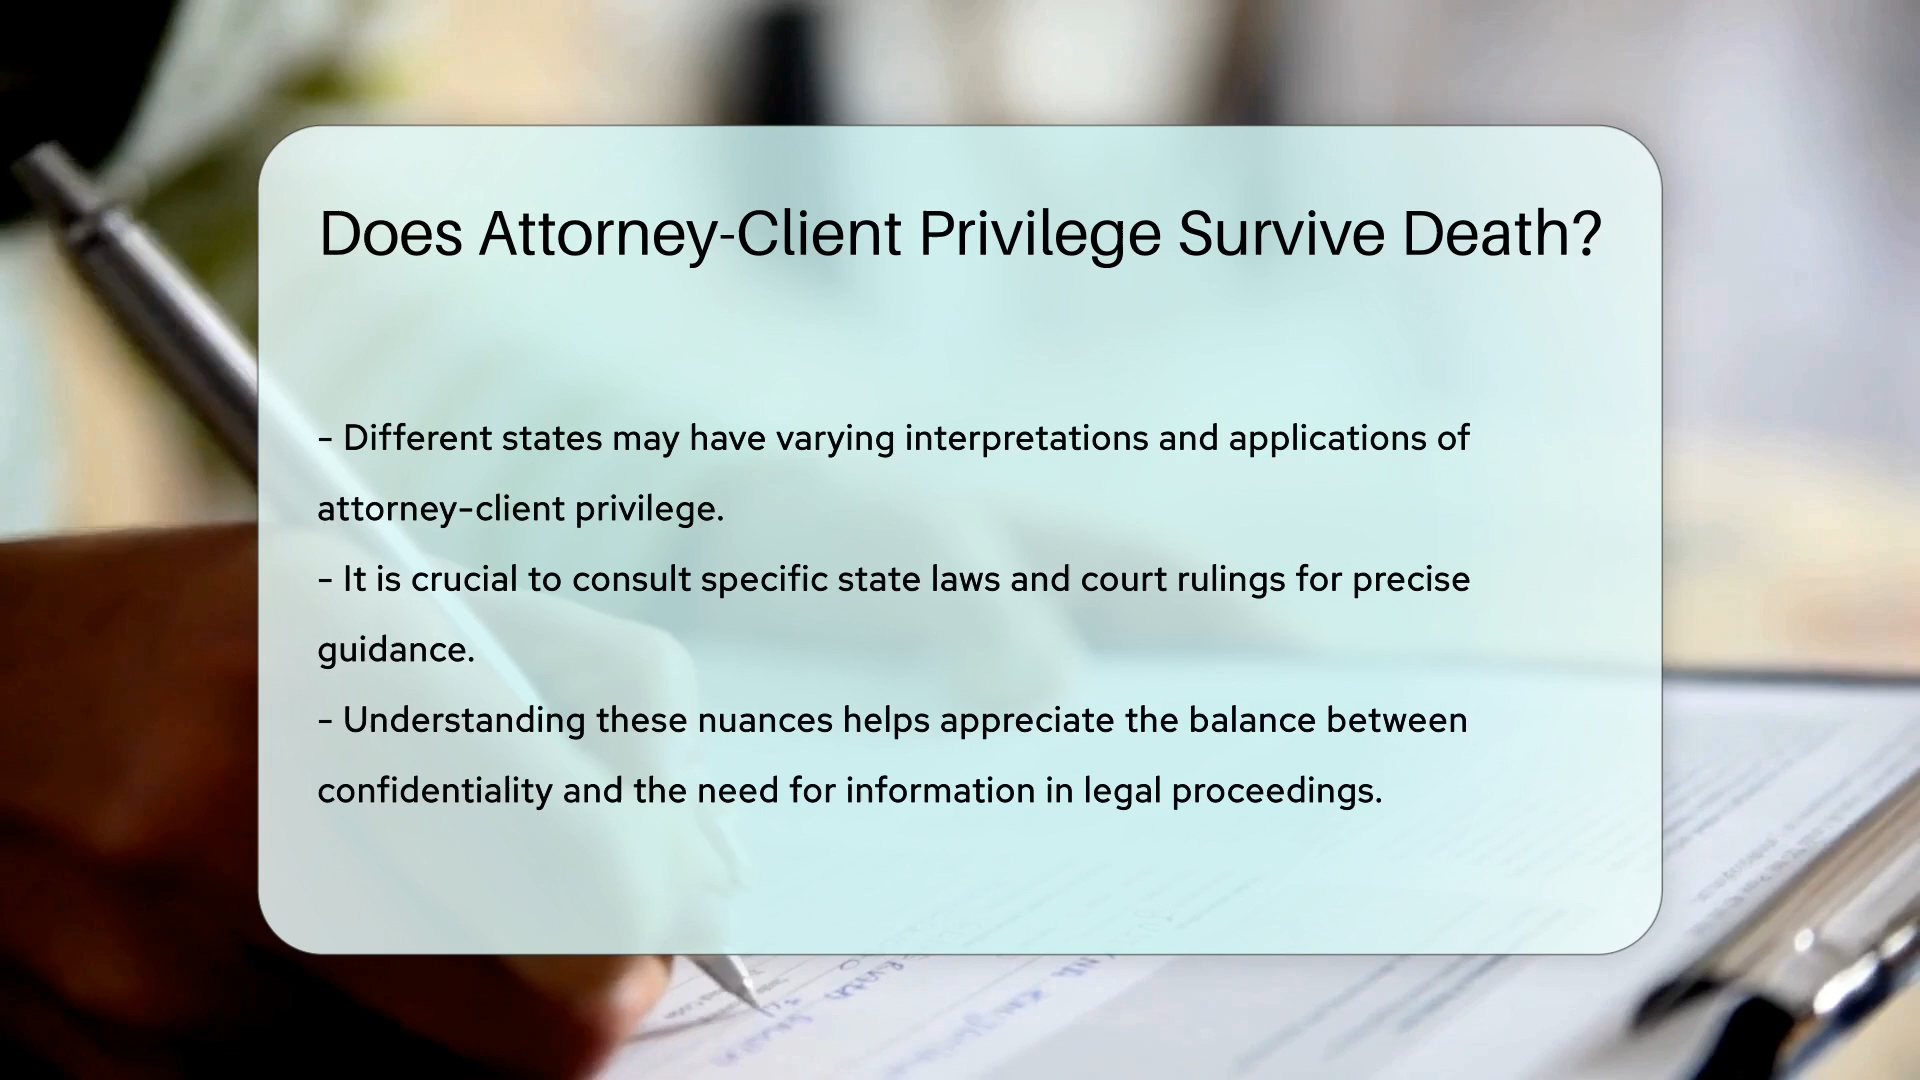 Does Attorney-Client Privilege Survive Death?
- Different states may have varying interpretations and applications of
attorney-client privilege.
- It is crucial to consult specific state laws and court rulings for precise
guidance.
- Understanding these nuances helps appreciate the balance between
confidentiality and the need for information in legal proceedings.